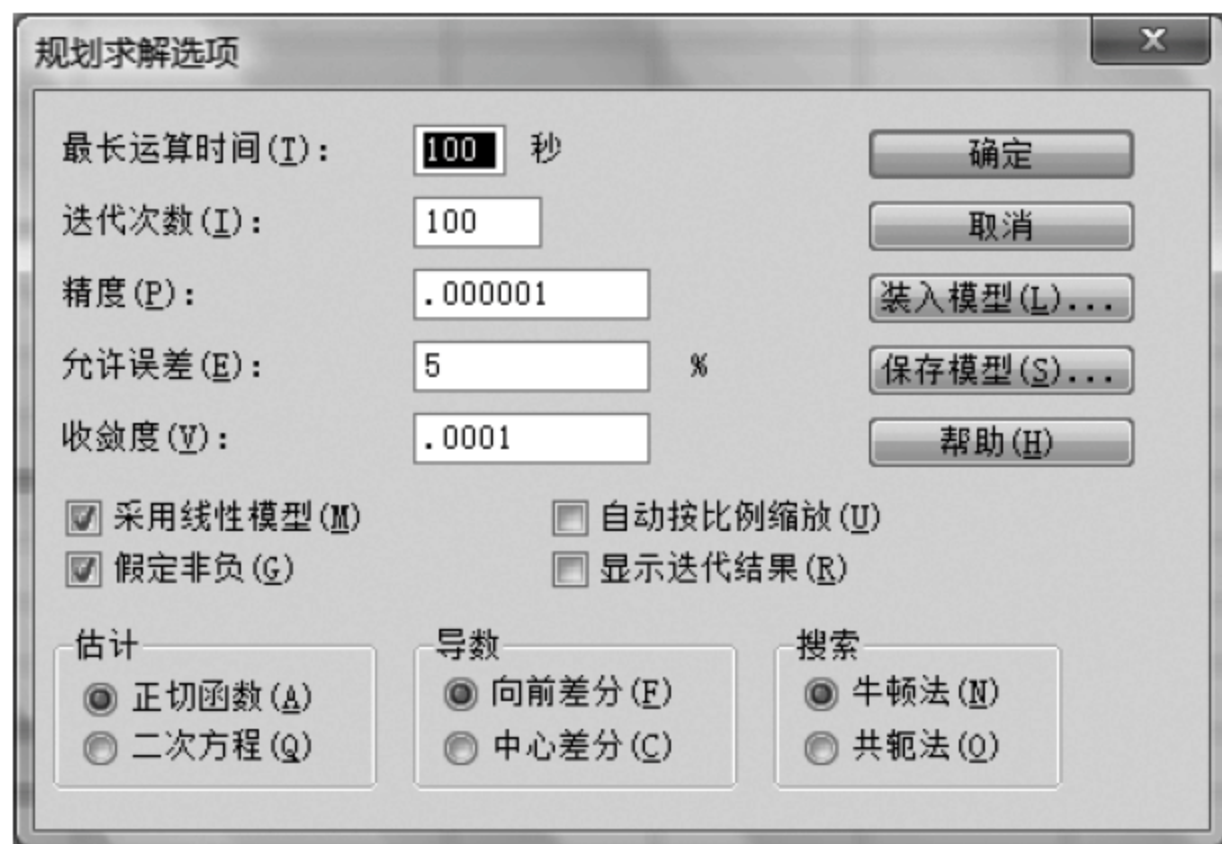 规划求解选项
最长运算时间(T): 100 秒 确定
迭代次数(I): 100 取消
精度(P): .000001 装入模型(L)...
允许误差(E): 5 % 保存模型(S)...
收敛度(V): .0001 帮助(H)
采用线性模型(M) 自动按比例缩放(U)
假定非负(G) 显示迭代结果(R)
估计 导数 搜索
正切函数(A) 向前差分(F) 牛顿法(N)
二次方程(Q) 中心差分(C) 共轭法(O)